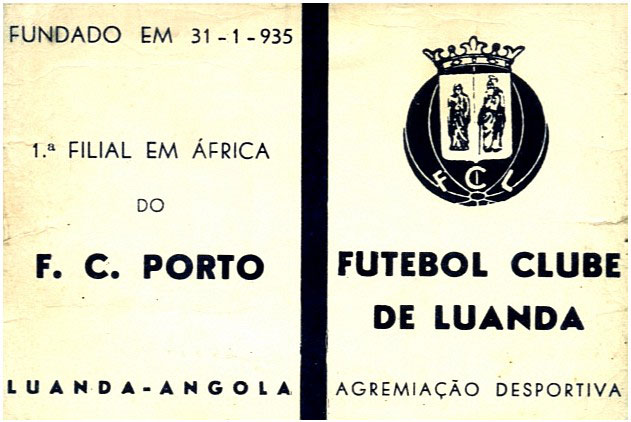 FUNDADO EM 31-1-935
1.ª FILIAL EM ÁFRICA
DO
F. C. PORTO
LUANDA-ANGOLA
F C L
FUTEBOL CLUBE
DE LUANDA
AGREMIAÇÃO DESPORTIVA